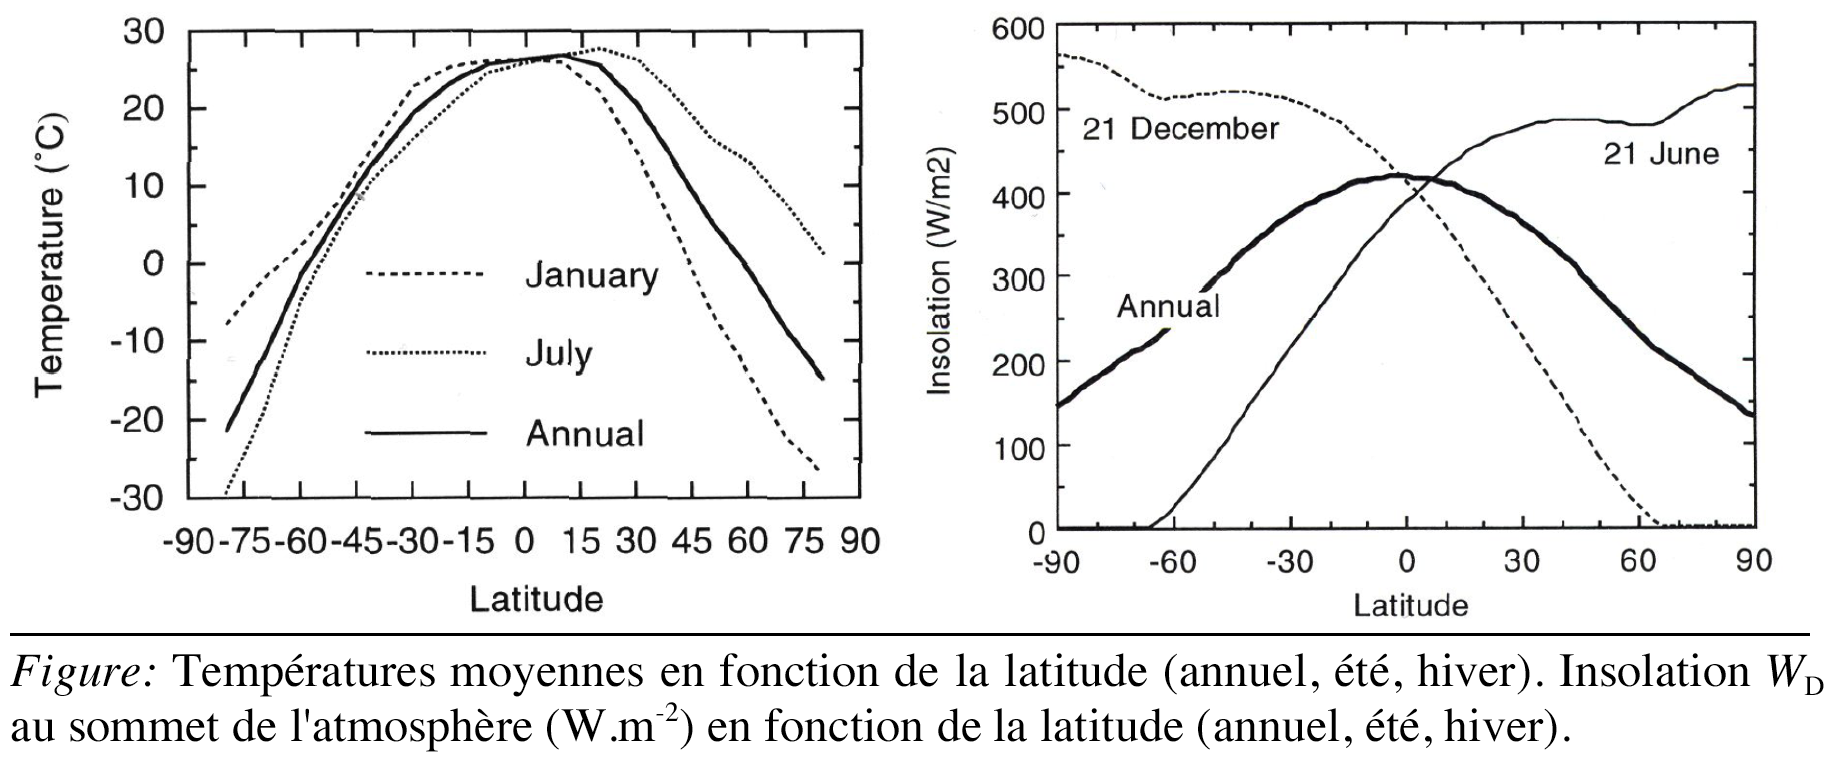 30
20
10
0
-10
-20
-30
Temperature (°C)
January
July
Annual
-90 -75 -60 -45 -30 -15 0 15 30 45 60 75 90
Latitude
600
500
400
300
200
100
0
Insolation (W/m2)
21 December
21 June
Annual
-90 -60 -30 0 30 60 90
Latitude
Figure: Températures moyennes en fonction de la latitude (annuel, été, hiver). Insolation WD
au sommet de l'atmosphère (W.m-2) en fonction de la latitude (annuel, été, hiver).